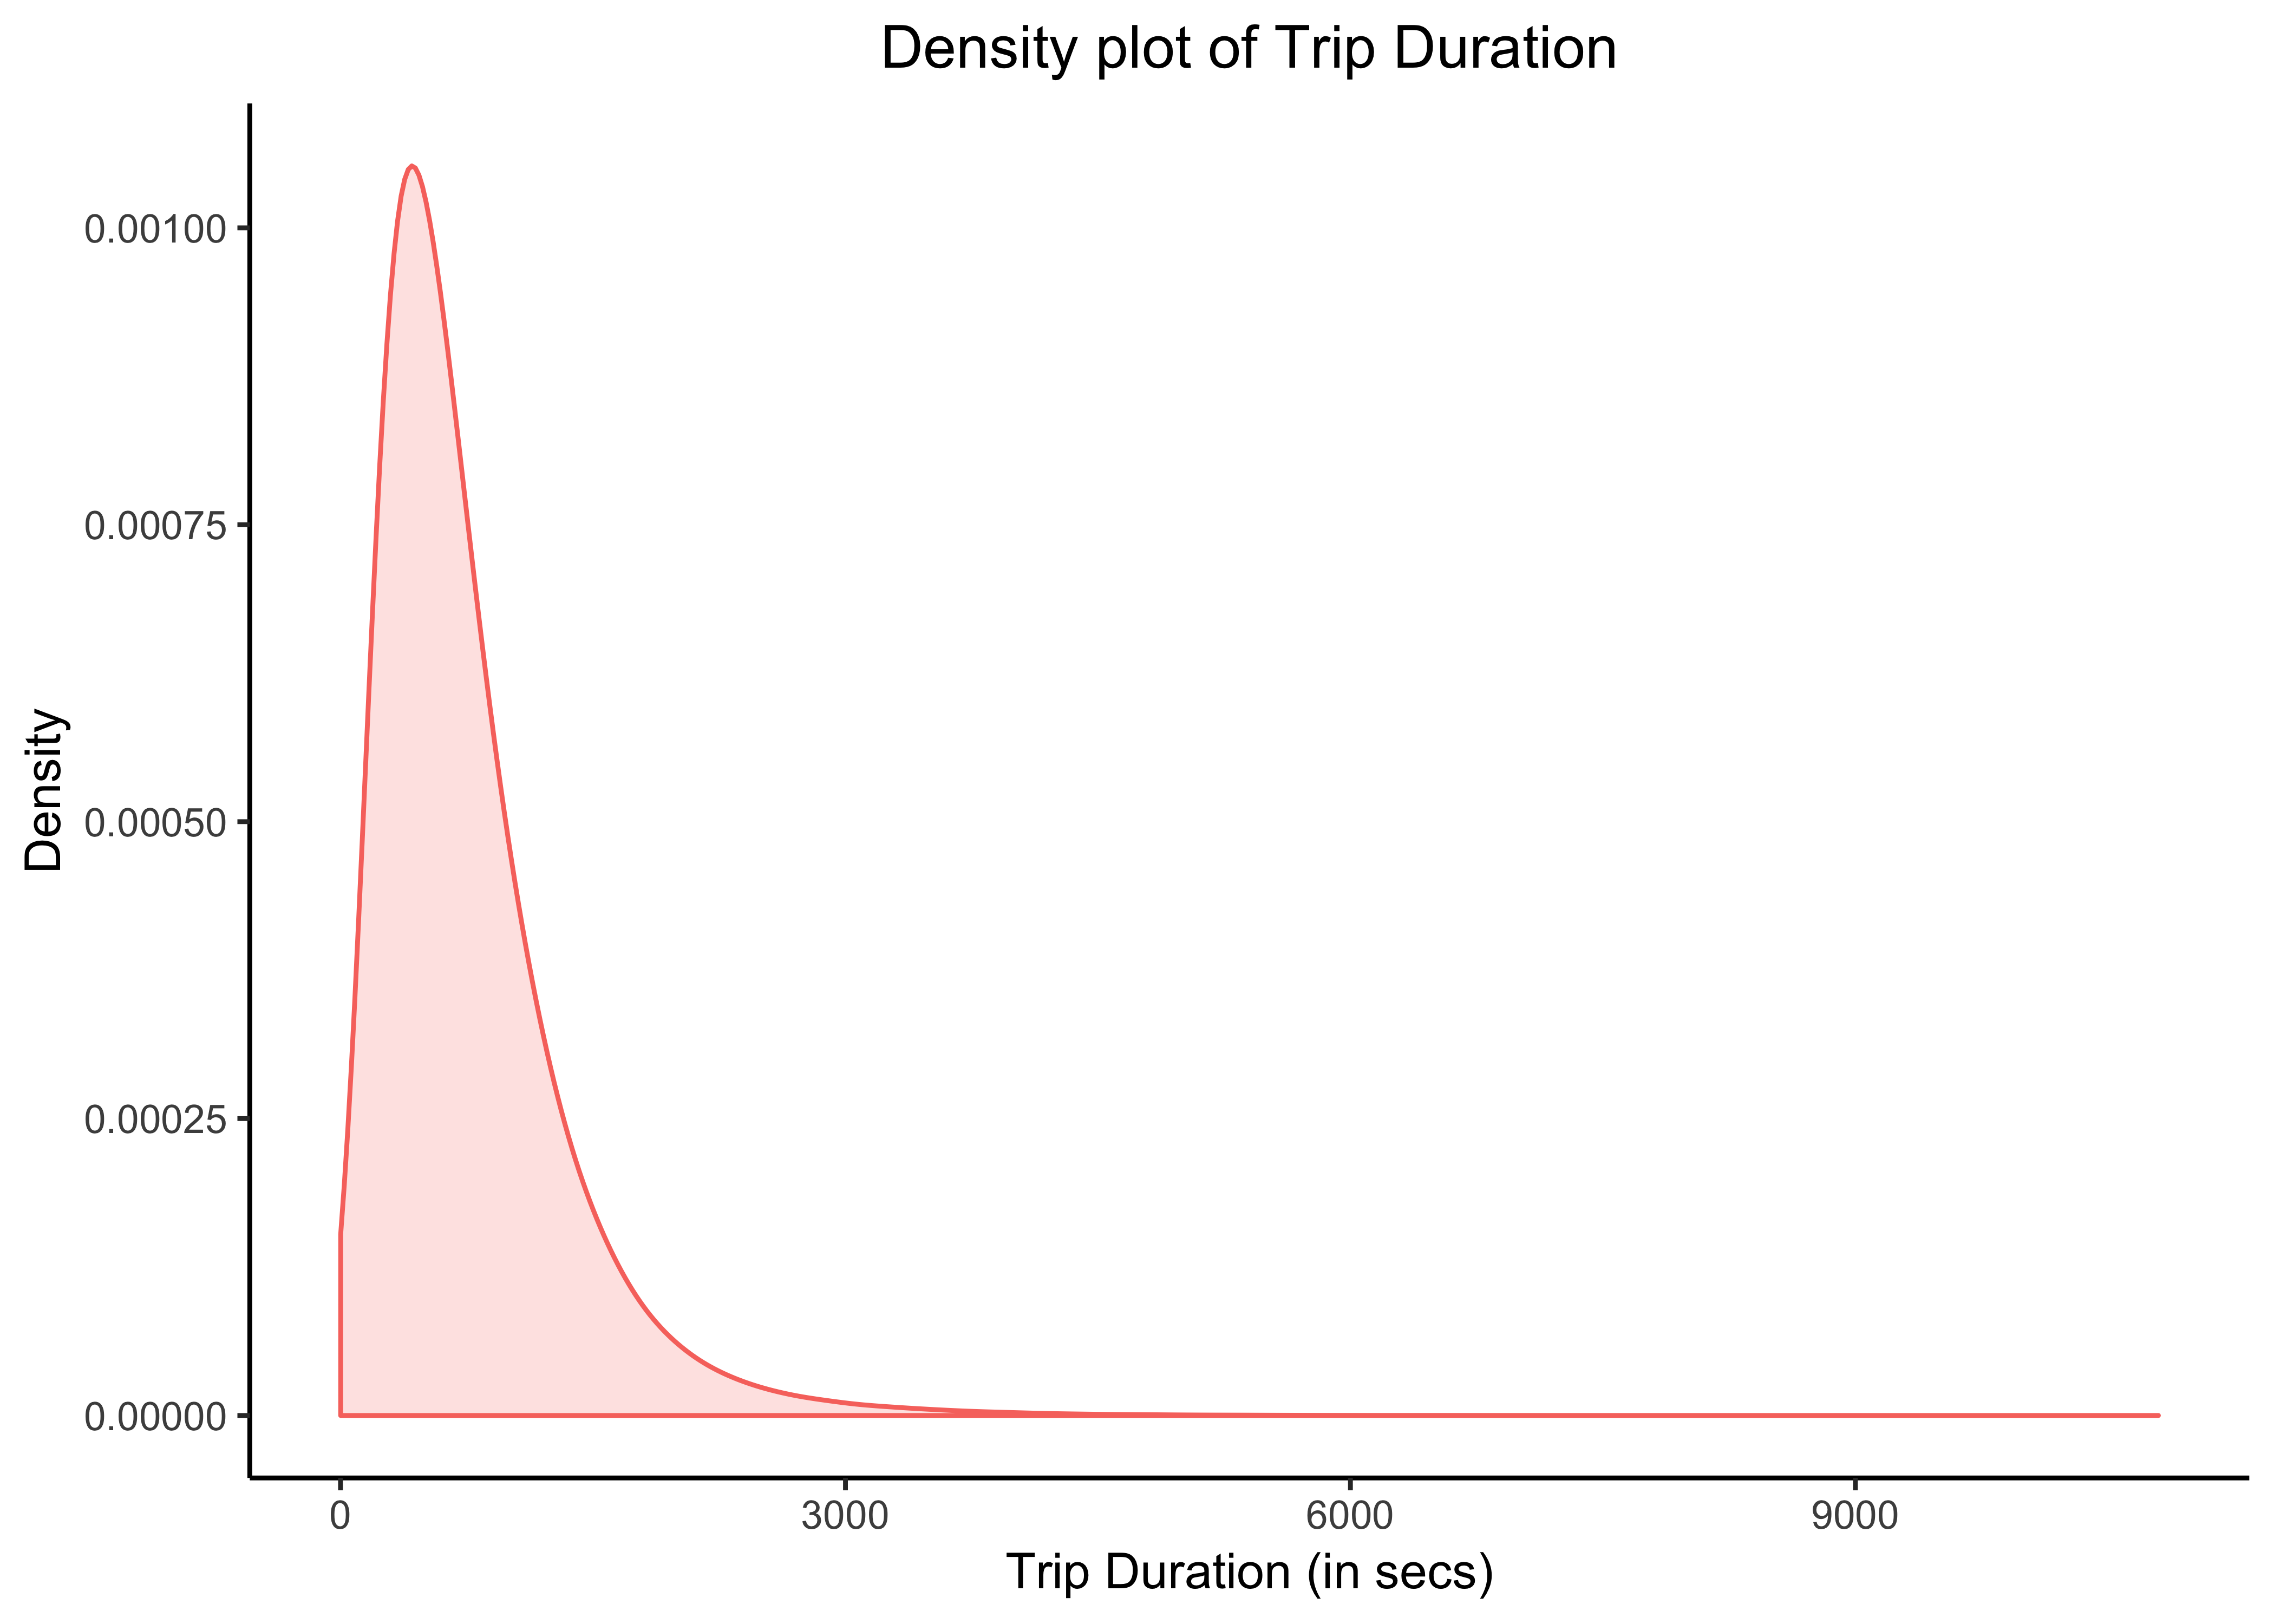 Density plot of Trip Duration
0.00100
0.00075
0.00050
0.00025
0.00000
Density
0 3000 6000 9000
Trip Duration (in secs)